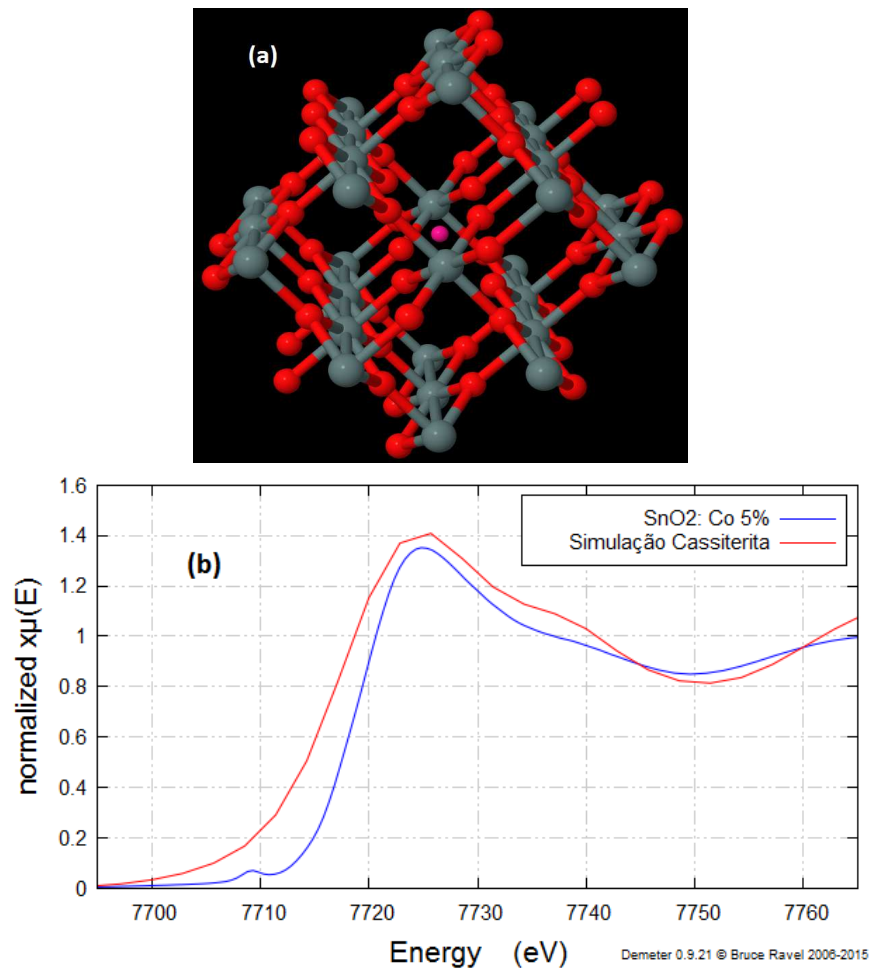 (a)
1.6
1.4
1.2
1
0.8
0.6
0.4
0.2
0
normalized xμ(E)
(b)
SnO2: Co 5%
Simulação Cassiterita
7700 7710 7720 7730 7740 7750 7760
Energy (eV)
Demeter 0.9.21 © Bruce Ravel 2006-2015